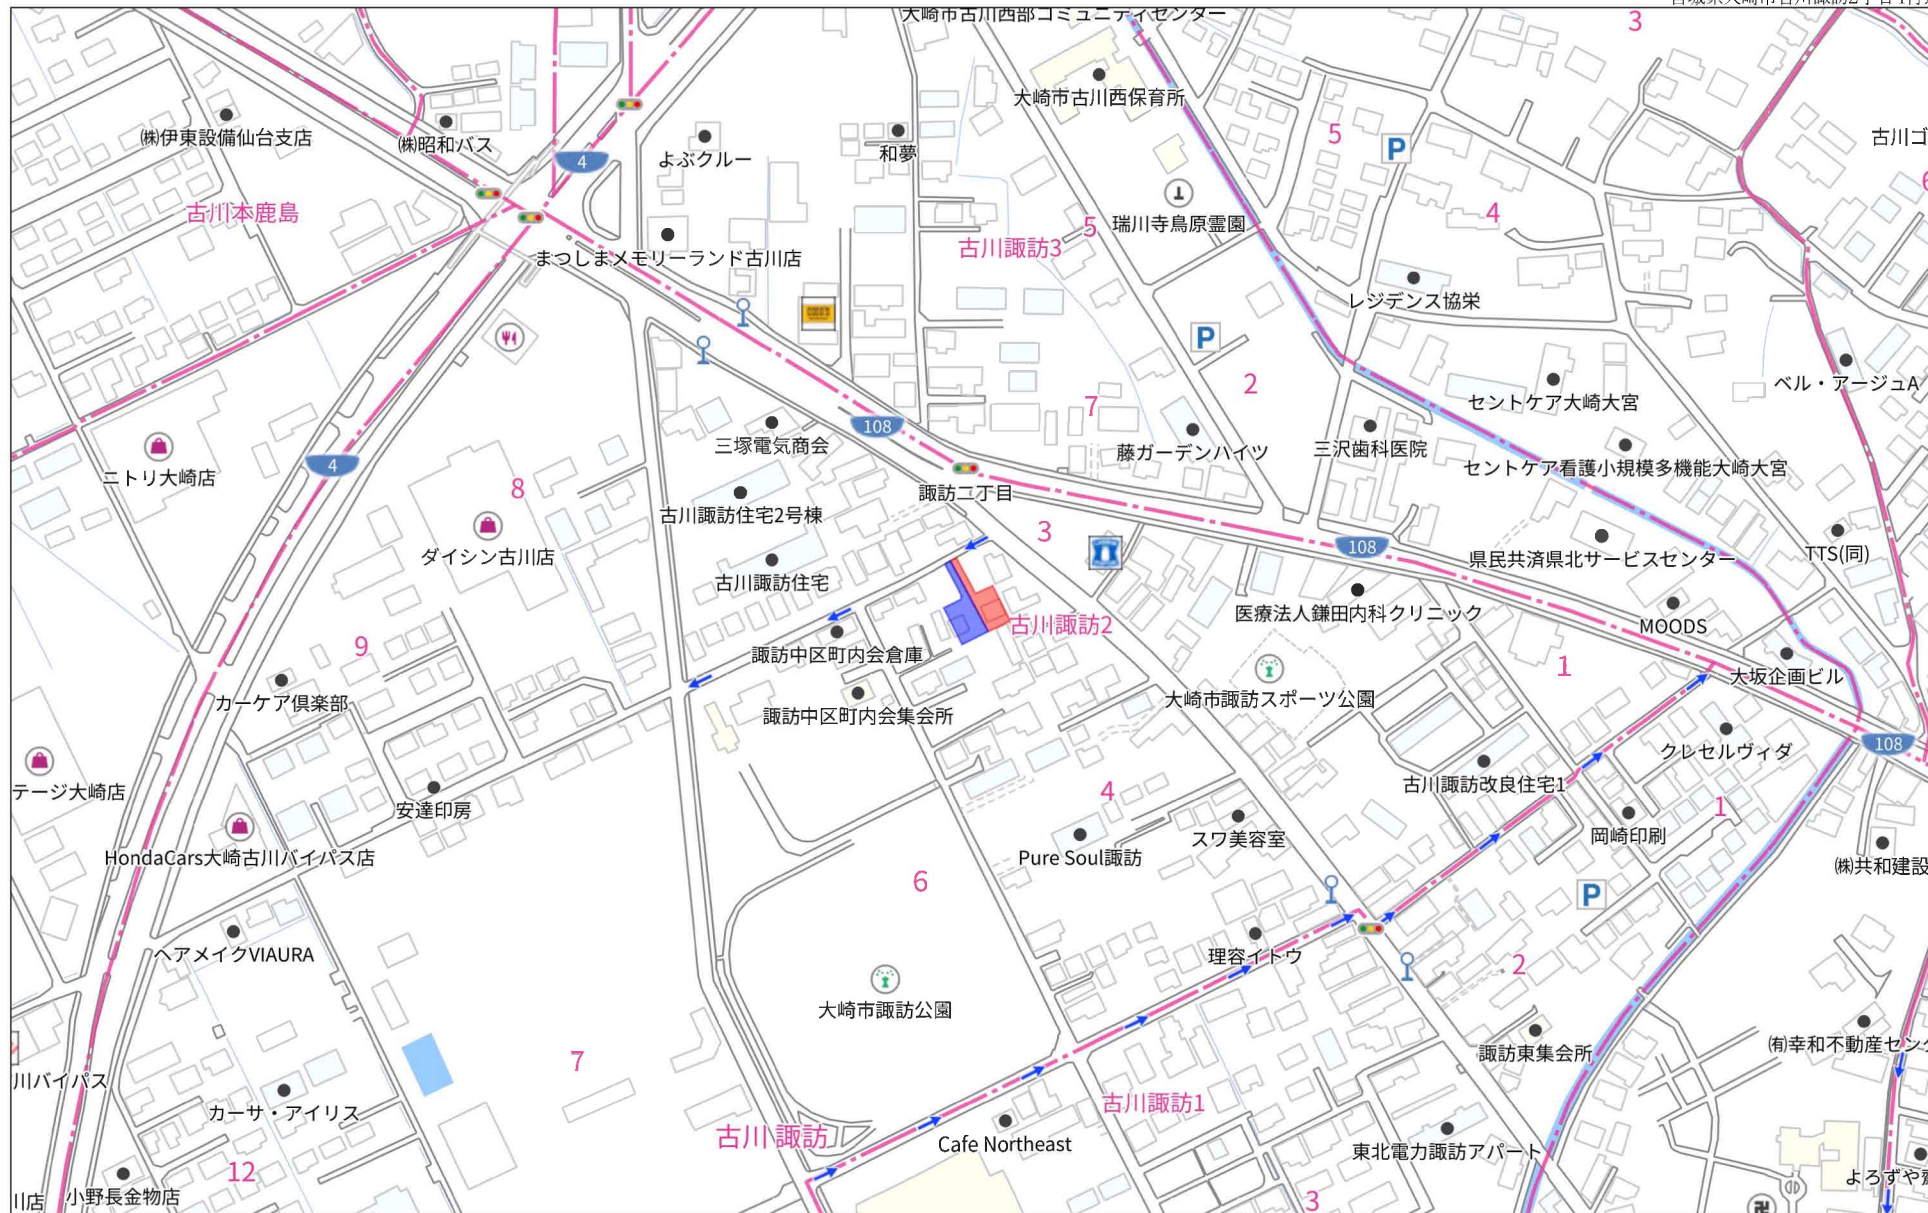 大崎市古川西部コミュニティセンター
3
大崎市古川西保育所
㈱伊東設備仙台支店
㈱昭和バス
4
よぶクルー
和夢
5
P
古川ゴ
古川本鹿島
瑞川寺鳥原霊園
5
4
古川諏訪3
まつしまメモリーランド古川店
レジデンス協栄
P
2
ベル・アージュA
セントケア大崎大宮
7
108
三塚電気商会
藤ガーデンハイツ
三沢歯科医院
セントケア看護小規模多機能大崎大宮
ニトリ大崎店
4
8
諏訪二丁目
古川諏訪住宅2号棟
3
ダイシン古川店
108
県民共済県北サービスセンター
TTS(同)
古川諏訪住宅
医療法人鎌田内科クリニック
古川諏訪2
MOODS
9
諏訪中区町内会倉庫
1
大坂企画ビル
カーケア倶楽部
諏訪中区町内会集会所
大崎市諏訪スポーツ公園
クレセルヴィダ
108
テージ大崎店
安達印房
4
古川諏訪改良住宅1
1
HondaCars大崎古川バイパス店
Pure Soul諏訪
スワ美容室
岡崎印刷
㈱共和建設
6
P
ヘアメイクVIAURA
理容イトウ
2
大崎市諏訪公園
諏訪東集会所
㈲幸和不動産センタ
7
川バイパス
カーサ・アイリス
古川諏訪1
古川 諏訪
Cafe Northeast
東北電力諏訪アパート
12
小野長金物店
川店
3
よろずや